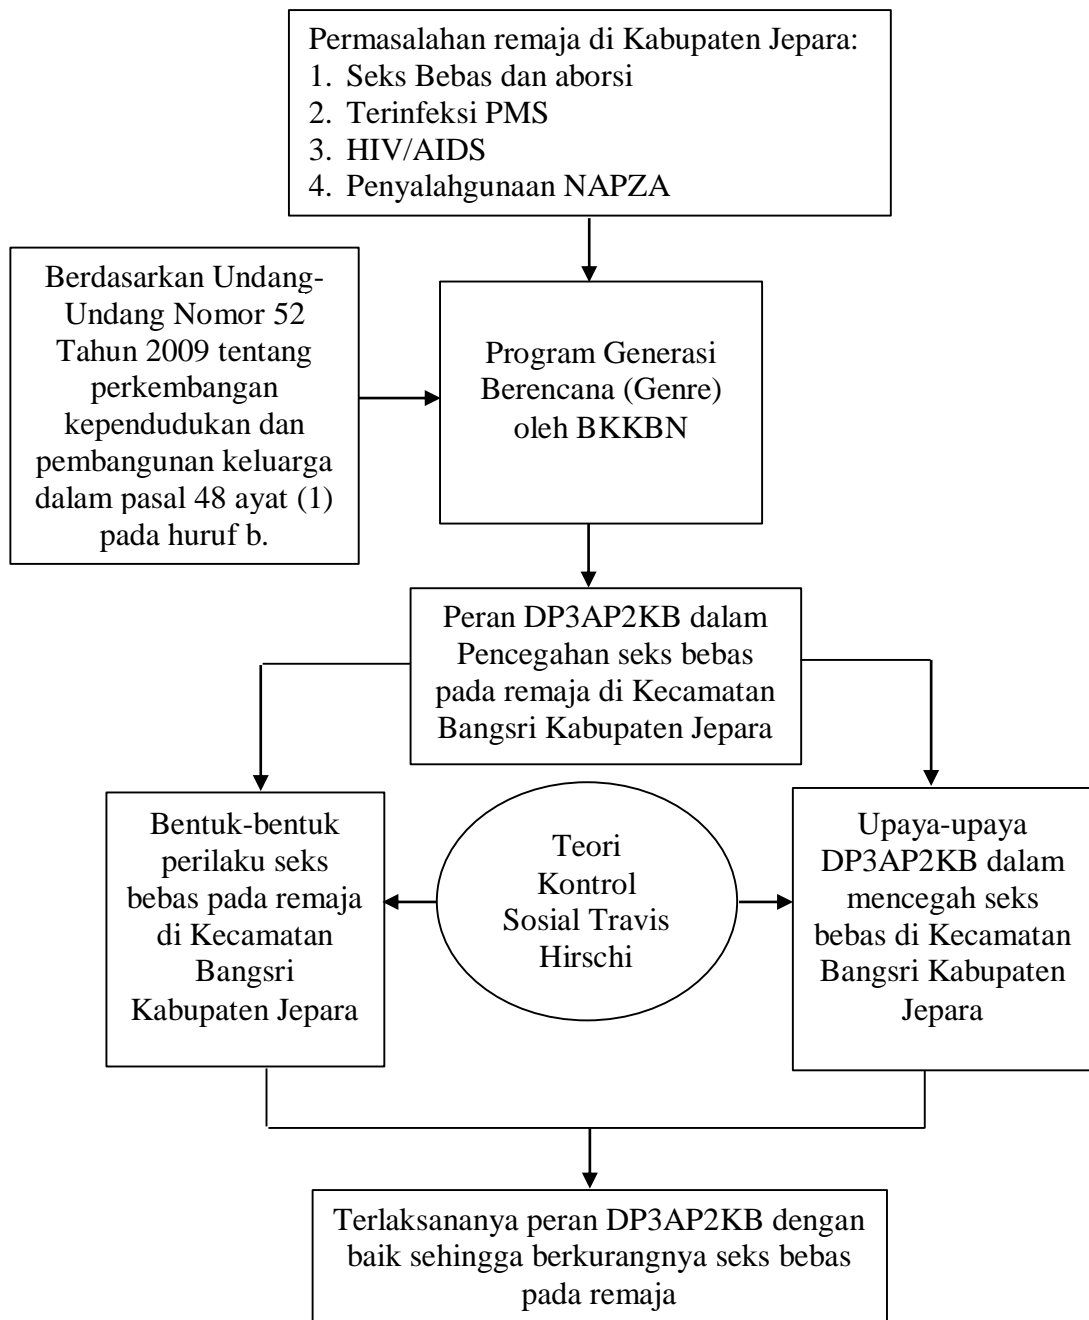 Permasalahan remaja di Kabupaten Jepara:
1. Seks Bebas dan aborsi
2. Terinfeksi PMS
3. HIV/AIDS
4. Penyalahgunaan NAPZA
Berdasarkan Undang-
Undang Nomor 52
Tahun 2009 tentang
perkembangan
kependudukan dan
pembangunan keluarga
dalam pasal 48 ayat (1)
pada huruf b.
Program Generasi
Berencana (Genre)
oleh BKKBN
Peran DP3AP2KB dalam
Pencegahan seks bebas
pada remaja di Kecamatan
Bangsri Kabupaten Jepara
Bentuk-bentuk
perilaku seks
bebas pada remaja
di Kecamatan
Bangsri
Kabupaten Jepara
Teori
Kontrol
Sosial Travis
Hirschi
Upaya-upaya
DP3AP2KB dalam
mencegah seks
bebas di Kecamatan
Bangsri Kabupaten
Jepara
Terlaksananya peran DP3AP2KB dengan
baik sehingga berkurangnya seks bebas
pada remaja